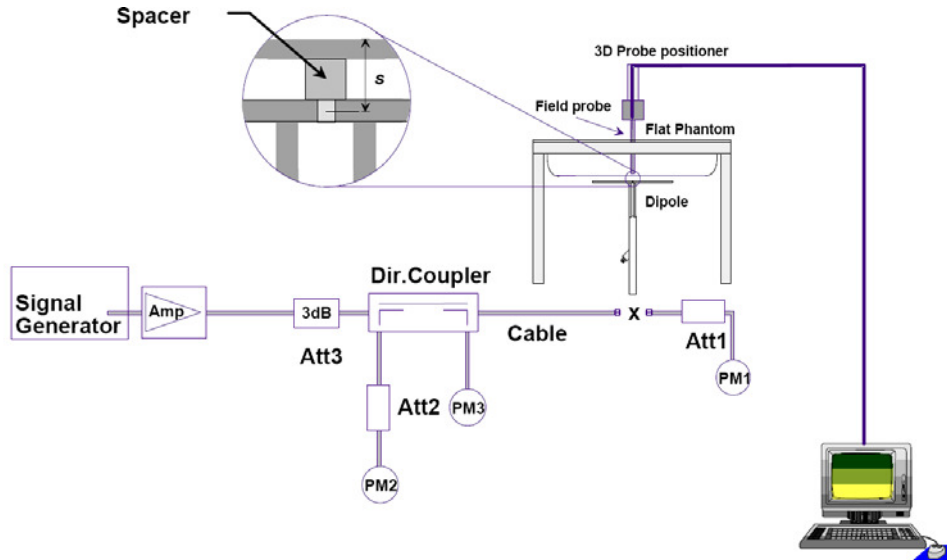 Spacer
s
3D Probe positioner
Field probe
Flat Phantom
Dipole
Signal
Generator
Amp
3dB
Att3
Dir.Coupler
Cable
x
Att1
PM1
Att2
PM3
PM2